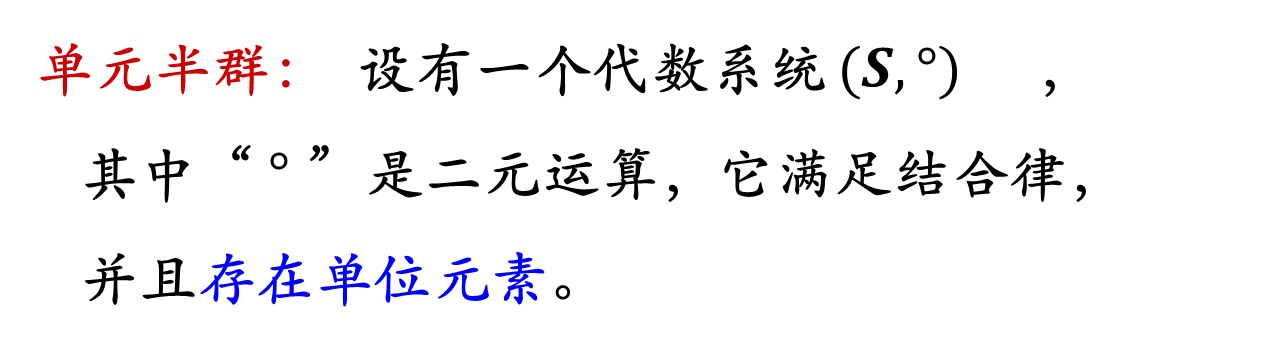 单元半群： 设有一个代数系统(S,°) ，
其中“°”是二元运算，它满足结合律，
并且存在单位元素。